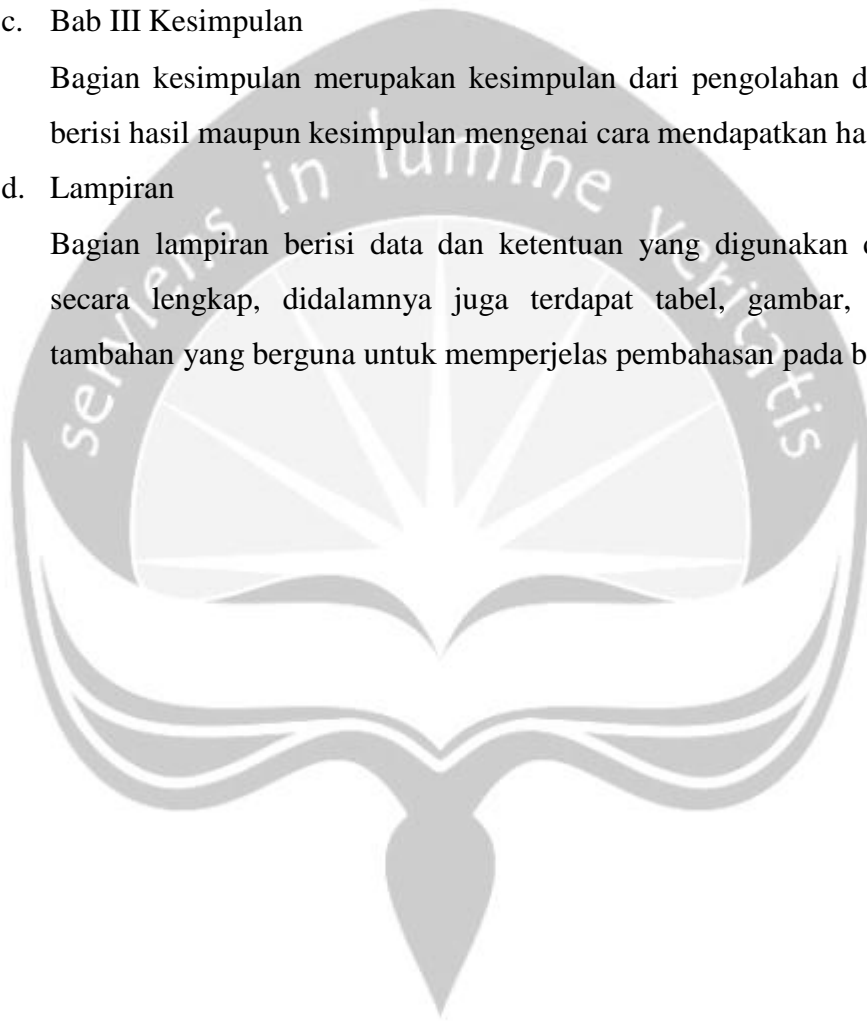 c. Bab III Kesimpulan
Bagian kesimpulan merupakan kesimpulan dari pengolahan
berisi hasil maupun kesimpulan mengenai cara mendapatkan
d. Lampiran
Bagian lampiran berisi data dan ketentuan yang digunakan
secara lengkap, didalamnya juga terdapat tabel, gambar,
tambahan yang berguna untuk memperjelas pembahasan pada
serviens in lumine veritatis